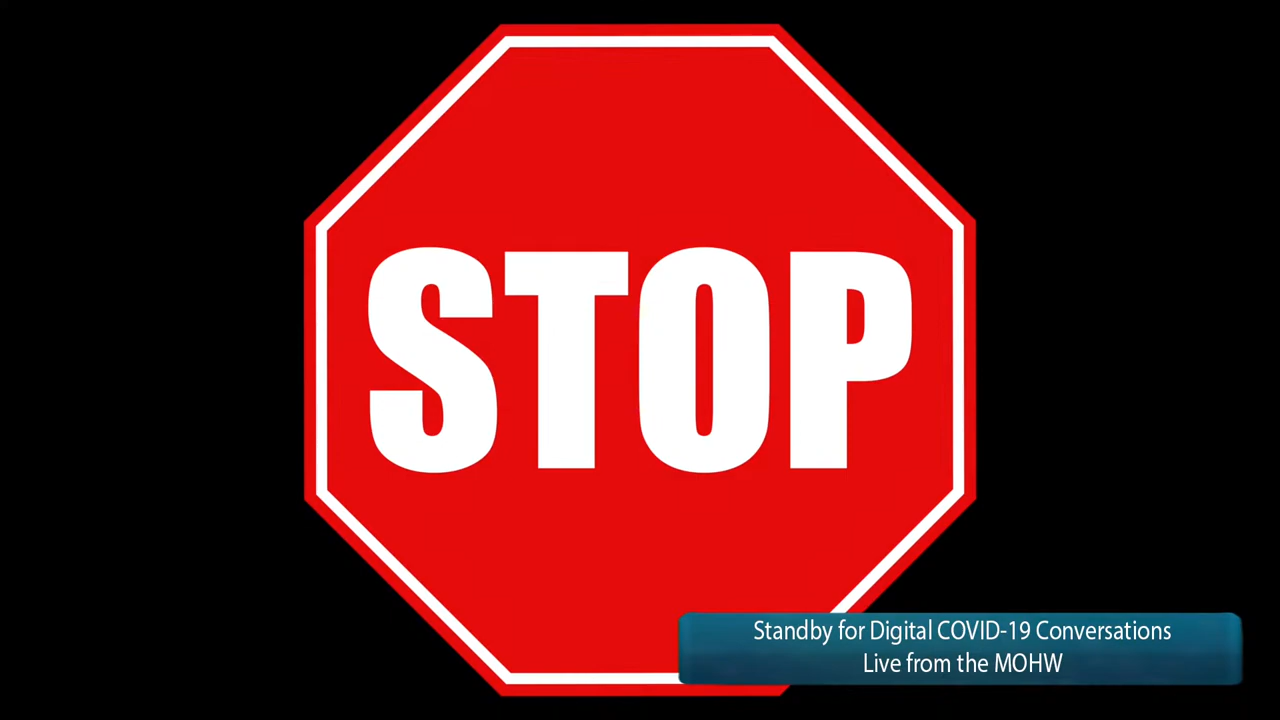 STOP
Standby for Digital COVID-19 Conversations
Live from the MOHW